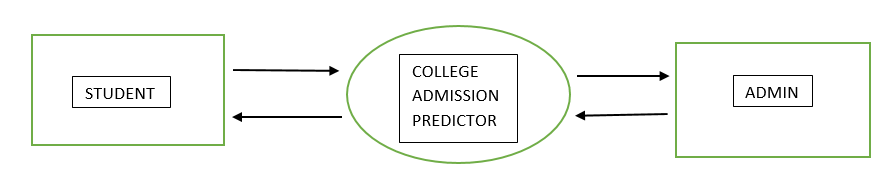 STUDENT
COLLEGE
ADMISSION
PREDICTOR
ADMIN